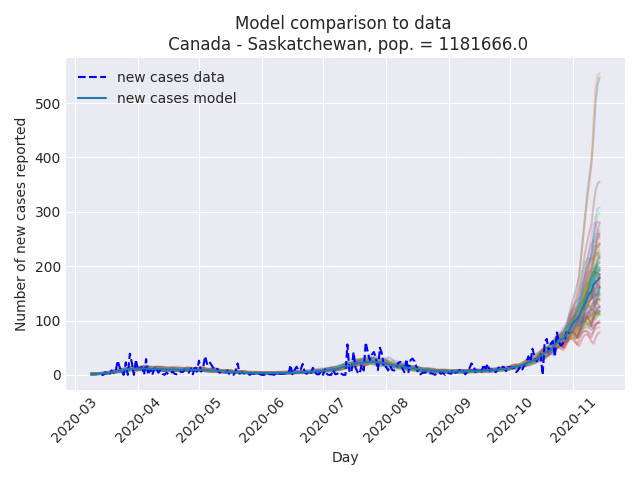 Model comparison to data
Canada - Saskatchewan, pop. = 1181666.0
new cases data
new cases model
Number of new cases reported
500
400
300
200
100
0
2020-03
2020-04
2020-05
2020-06
2020-07
2020-08
2020-09
2020-10
2020-11
Day